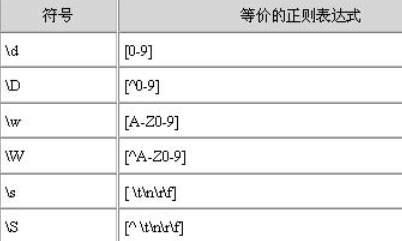 符号 等价的正则表达式
\d [0-9]
\D [^0-9]
\w [A-Z0-9]
\W [^A-Z0-9]
\s [ \t\n\r\f]
\S [^ \t\n\r\f]